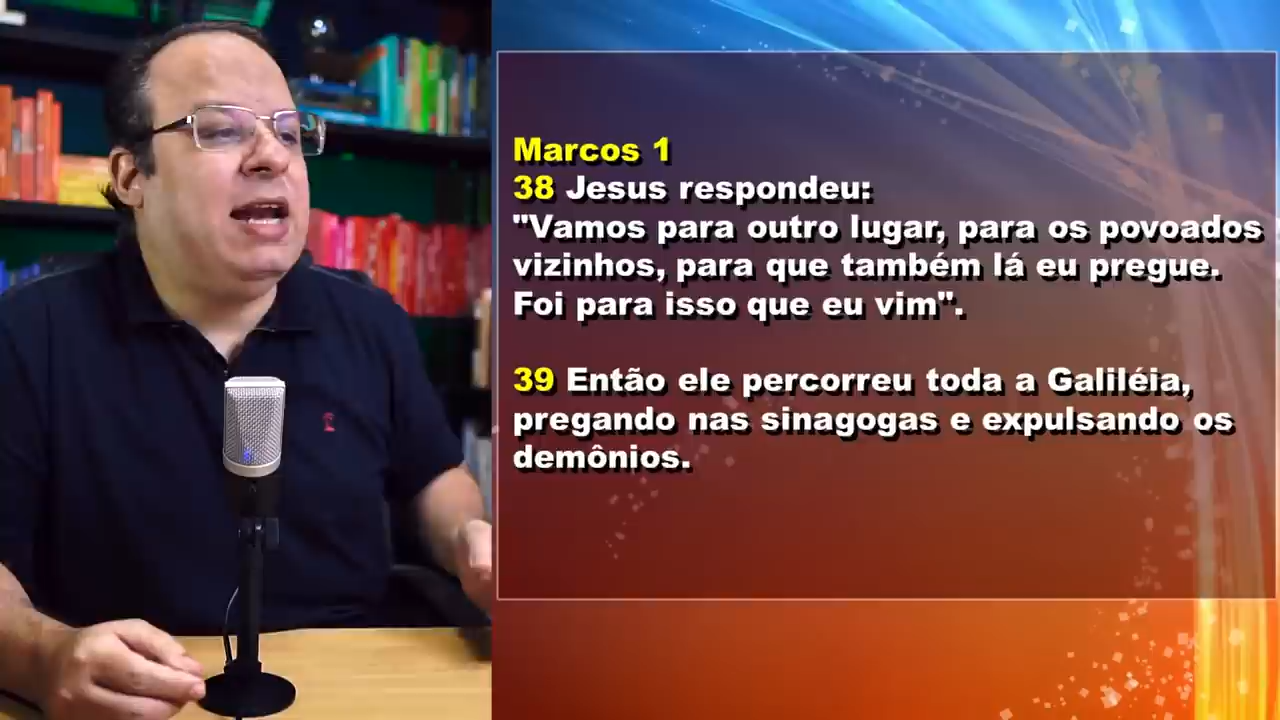 Marcos 1
38 Jesus respondeu:
"Vamos para outro lugar, para os povoados
vizinhos, para que também lá eu pregue.
Foi para isso que eu vim".
39 Então ele percorreu toda a Galiléia,
pregando nas sinagogas e expulsando os
demônios.